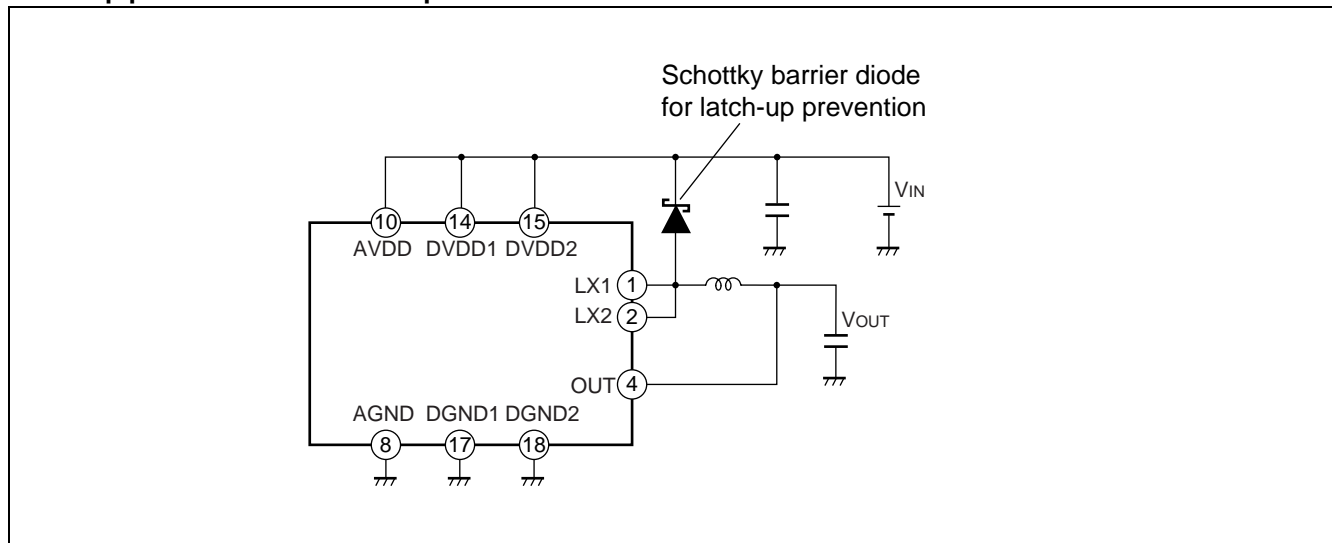 Schottky barrier diode
for latch-up prevention
VIN
10 14 15
AVDD DVDD1 DVDD2
LX1 1
LX2 2
VOUT
OUT 4
AGND DGND1 DGND2
8 17 18